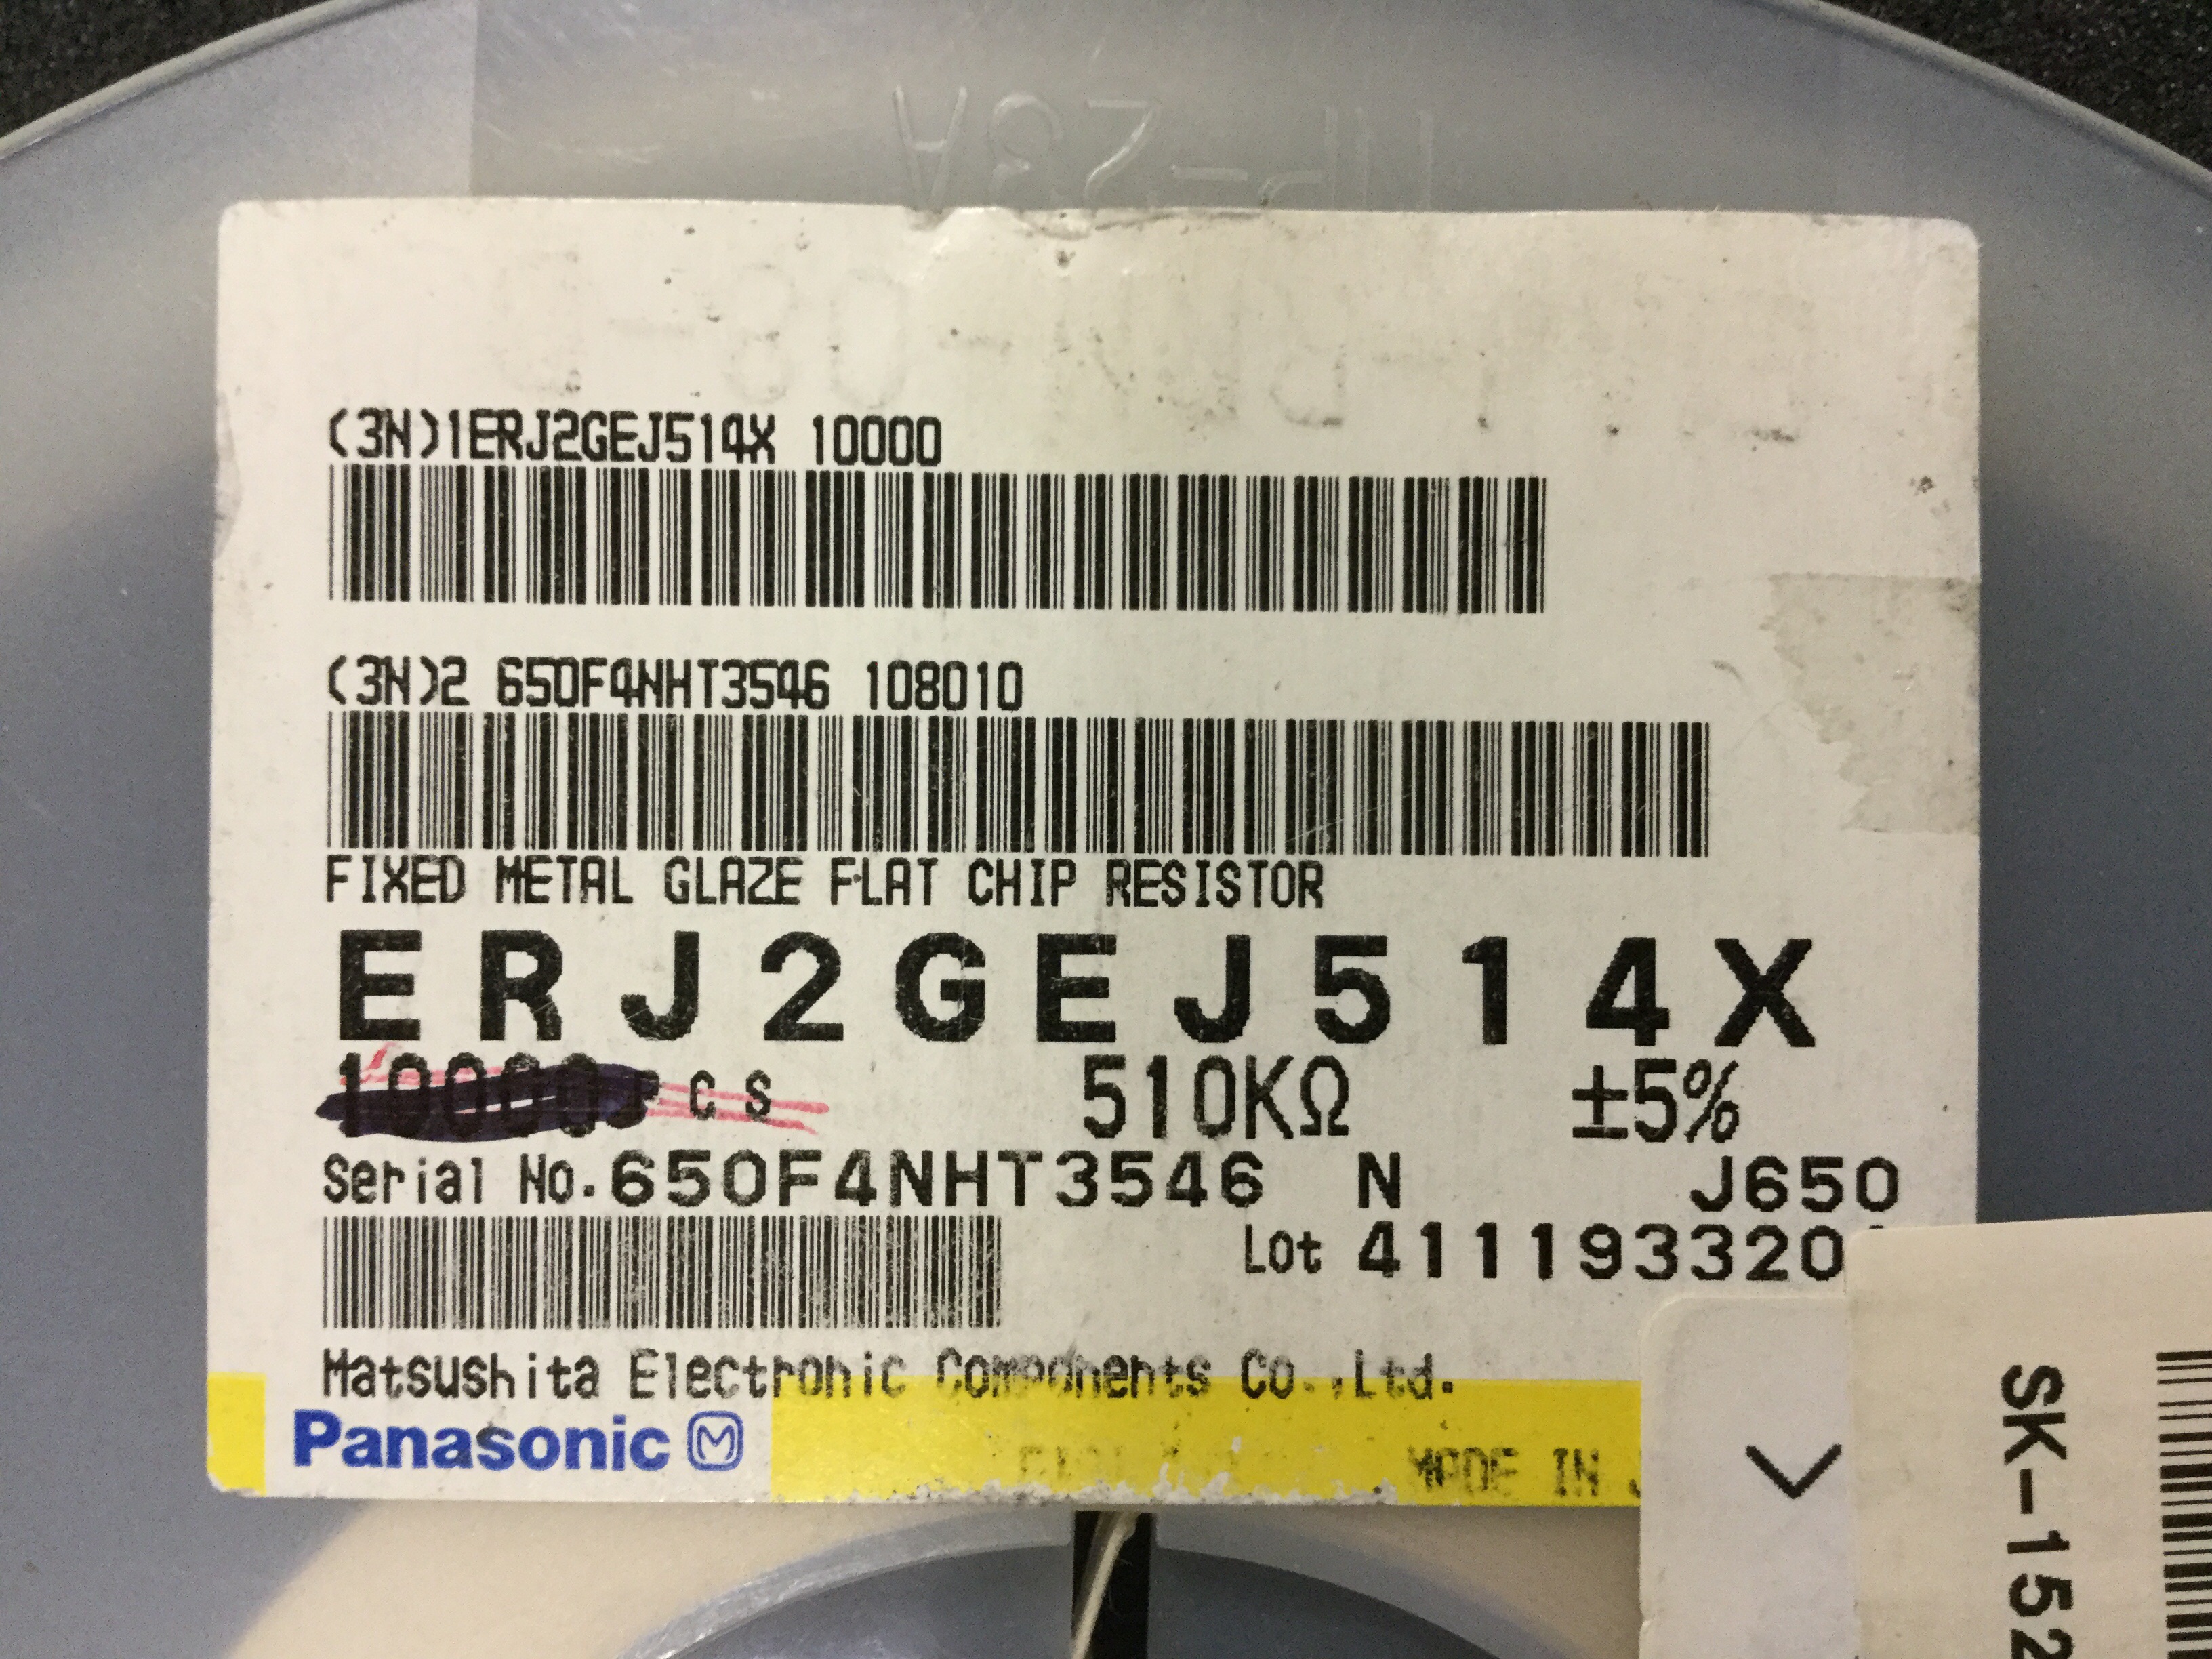 (3N)1ERJ2GEJ514X 10000
(3N)2 650F4NHT3546 108010
FIXED METAL GLAZE FLAT CHIP RESISTOR
ERJ2GEJ514X
10000PCS 510KΩ ±5%
Serial No.650F4NHT3546 N J650
Lot 411193320
Matsushita Electronic Components Co.,Ltd.
Panasonic M
MADE IN
SK-152